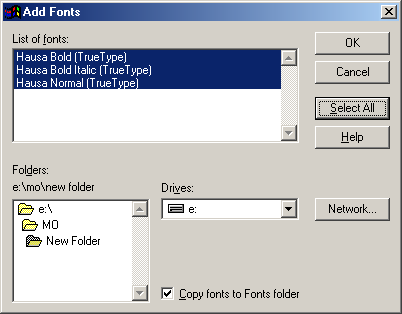 Add Fonts
List of fonts:
Hausa Bold (TrueType)
Hausa Bold Italic (TrueType)
Hausa Normal (TrueType)
OK
Cancel
Select All
Help
Folders:
e:\mo\new folder
e:\
MO
New Folder
Drives:
e:
Network...
Copy fonts to Fonts folder